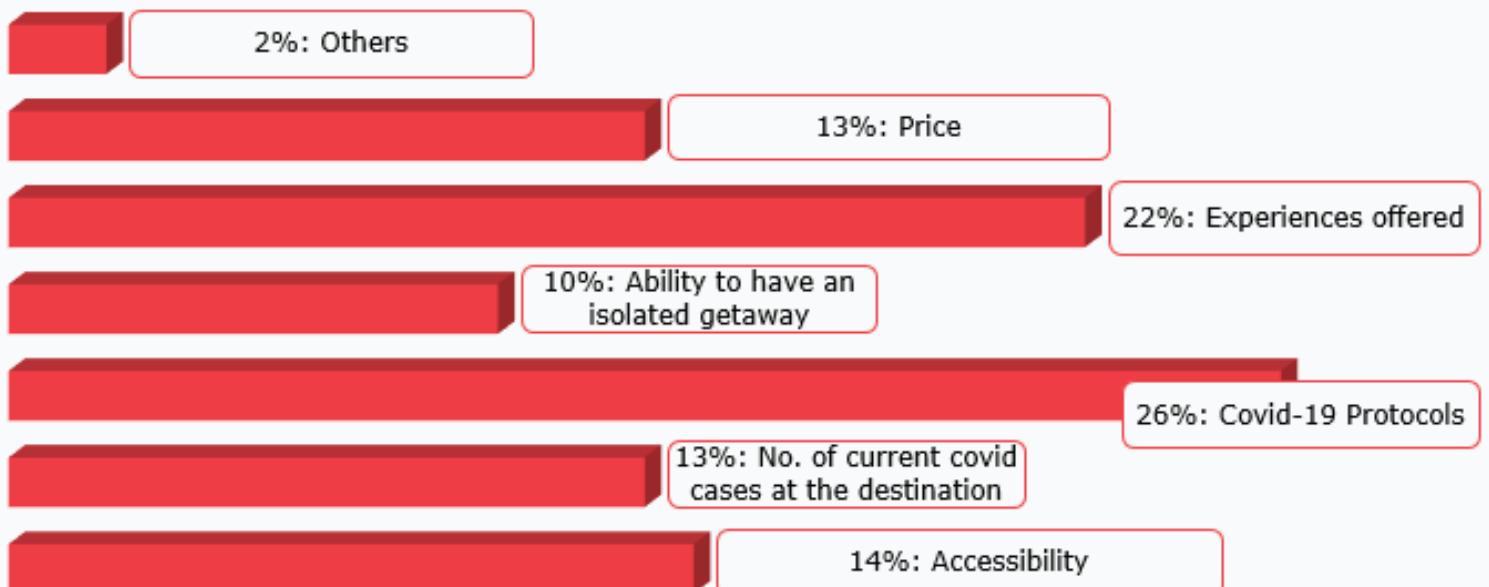 2%: Others
13%: Price
22%: Experiences offered
10%: Ability to have an
isolated getaway
26%: Covid-19 Protocols
13%: No. of current covid
cases at the destination
14%: Accessibility